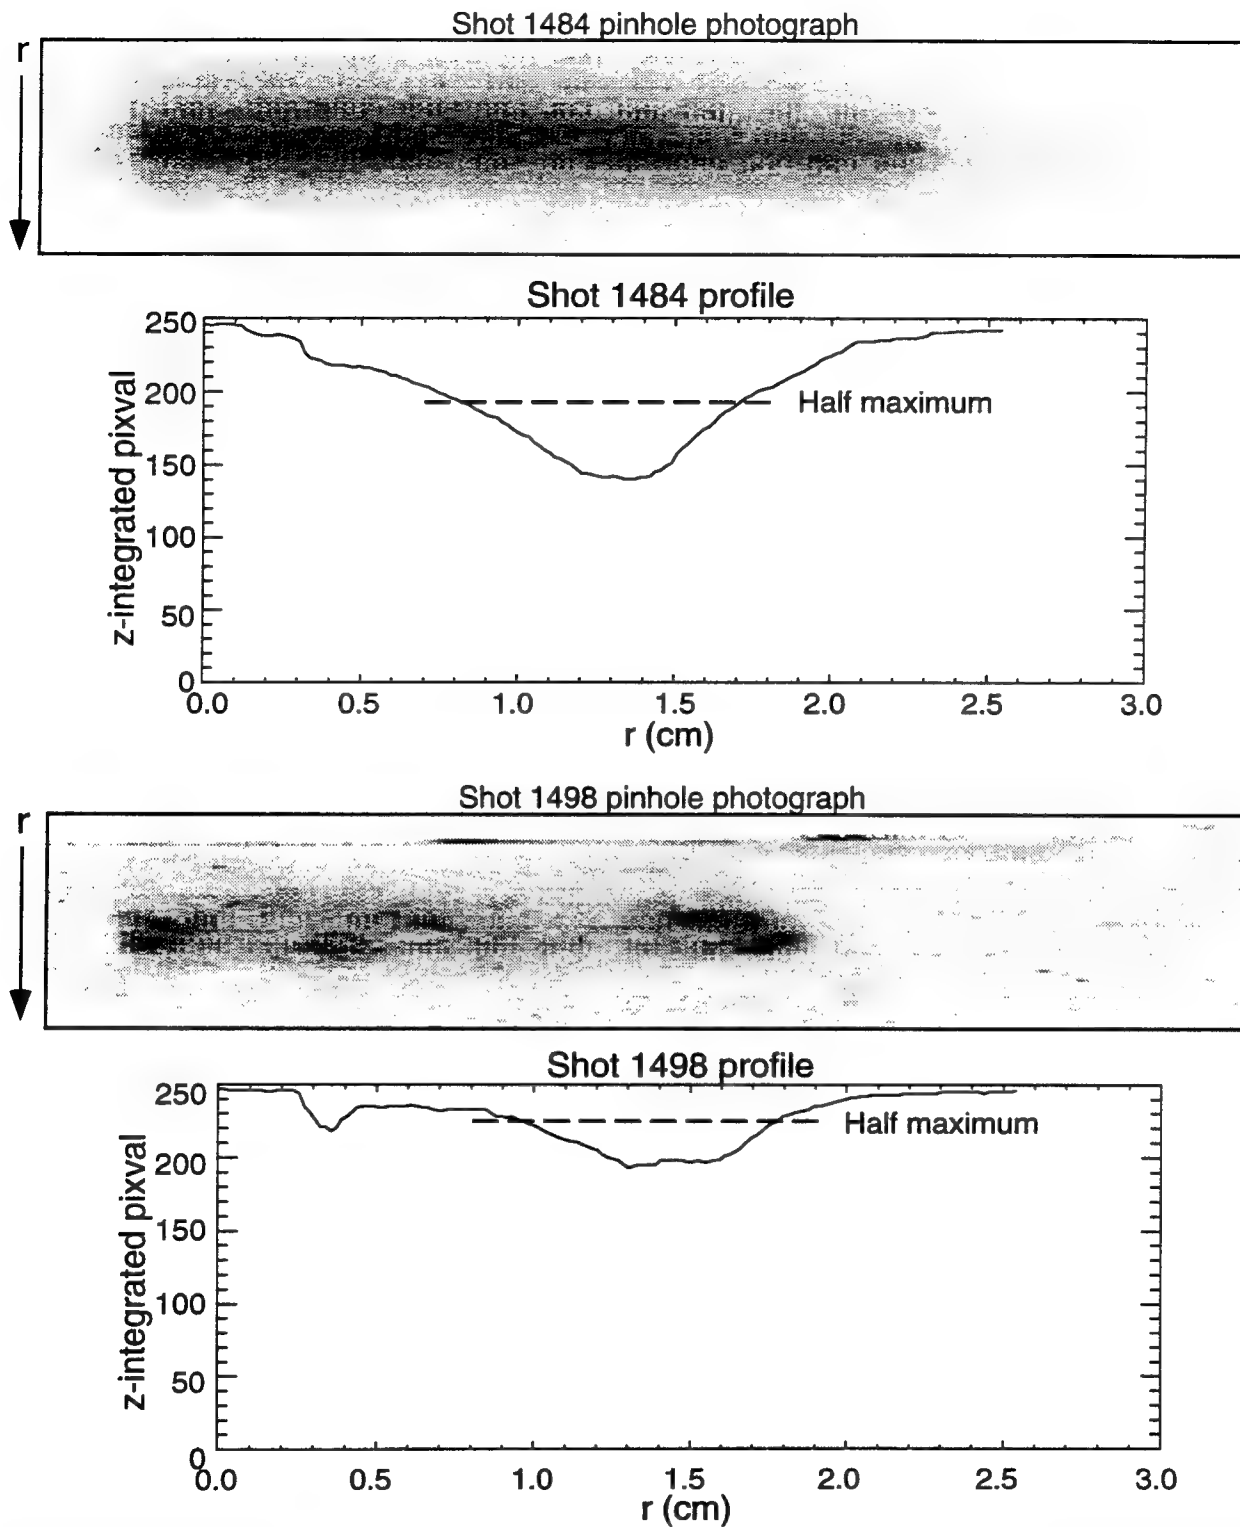 Shot 1484 pinhole photograph
r
Shot 1484 profile
250
200
150
100
50
0
z-integrated pixval
Half maximum
0.0 0.5 1.0 1.5 2.0 2.5 3.0
r (cm)
Shot 1498 pinhole photograph
r
Shot 1498 profile
250
200
150
100
50
0
z-integrated pixval
Half maximum
0.0 0.5 1.0 1.5 2.0 2.5 3.0
r (cm)